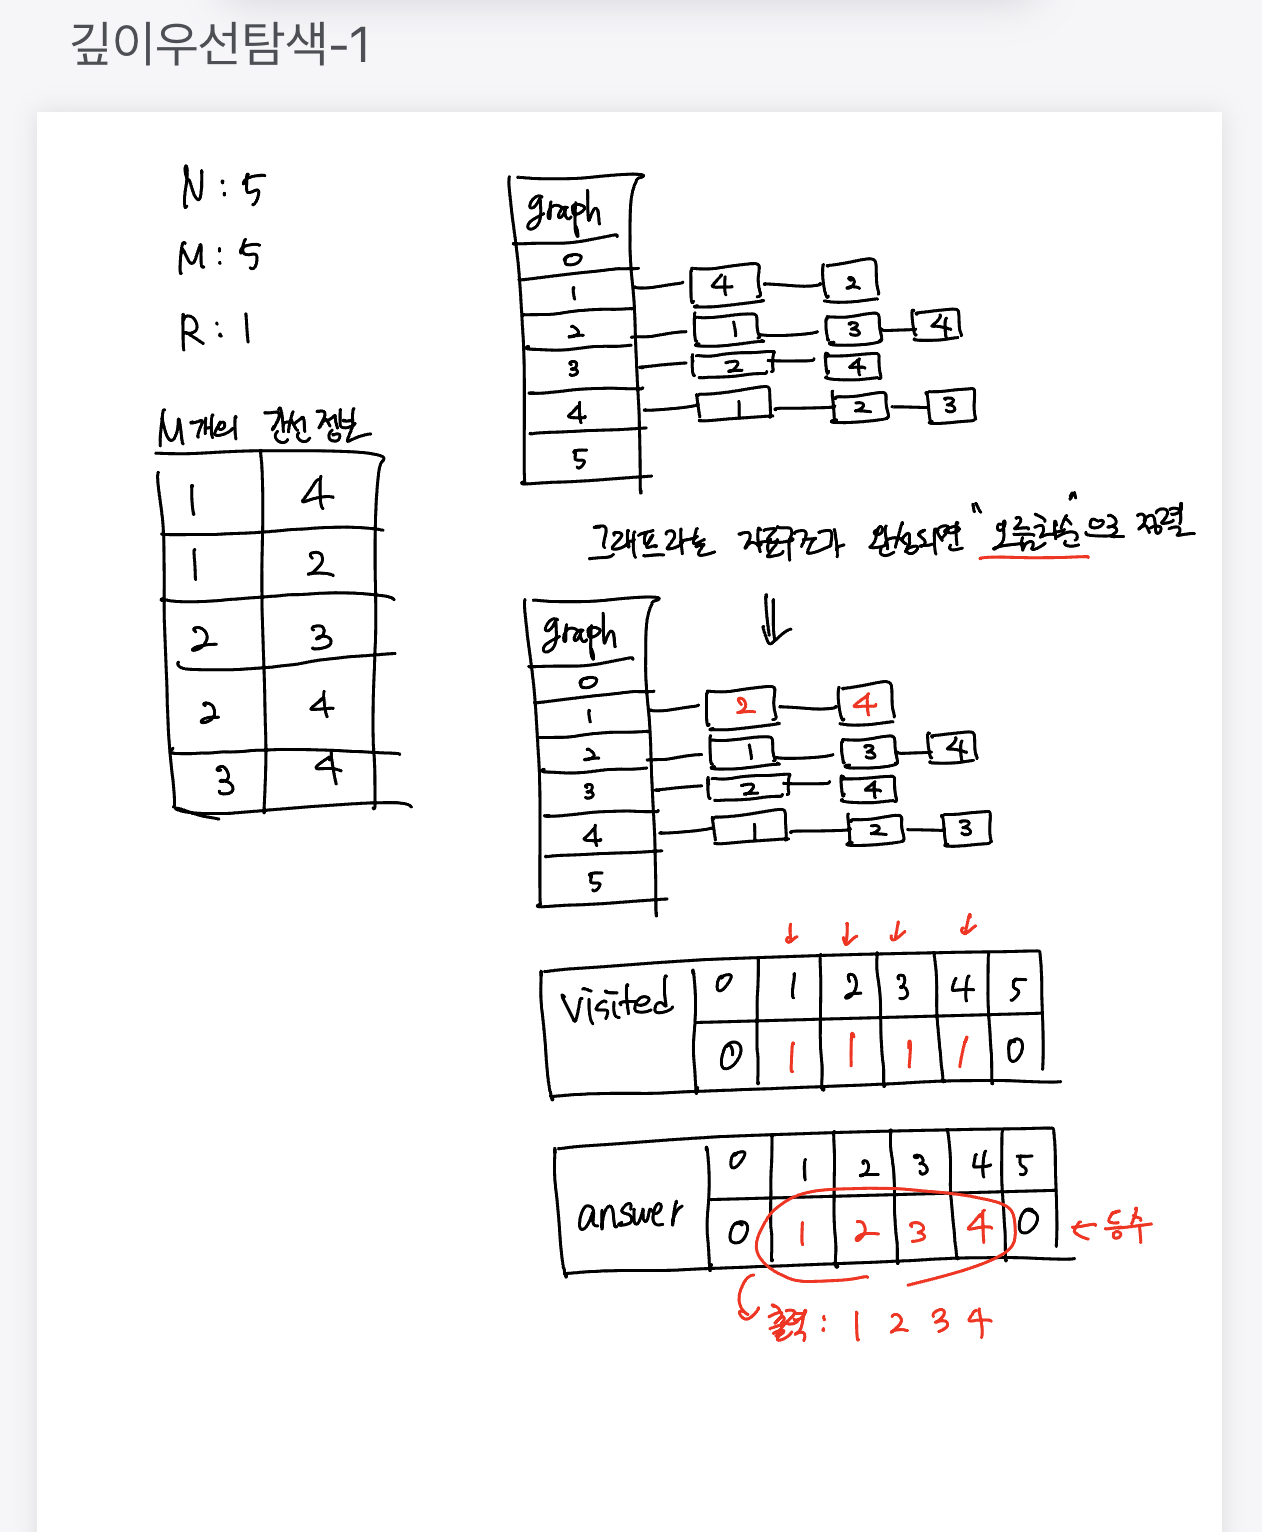 깊이우선탐색-1
N : 5
M : 5
R : 1
M개의 간선 정보
1 4
1 2
2 3
2 4
3 4
graph
0
1 4 2
2 1 3 4
3 2 4
4 1 2 3
5
그래프라는 자료구조가 완성되면 "오름차순"으로 정렬
graph
0
1 2 4
2 1 3 4
3 2 4
4 1 2 3
5
visited 0 1 2 3 4 5
0 1 1 1 1 0
answer 0 1 2 3 4 5
0 1 2 3 4 0
출력 : 1 2 3 4